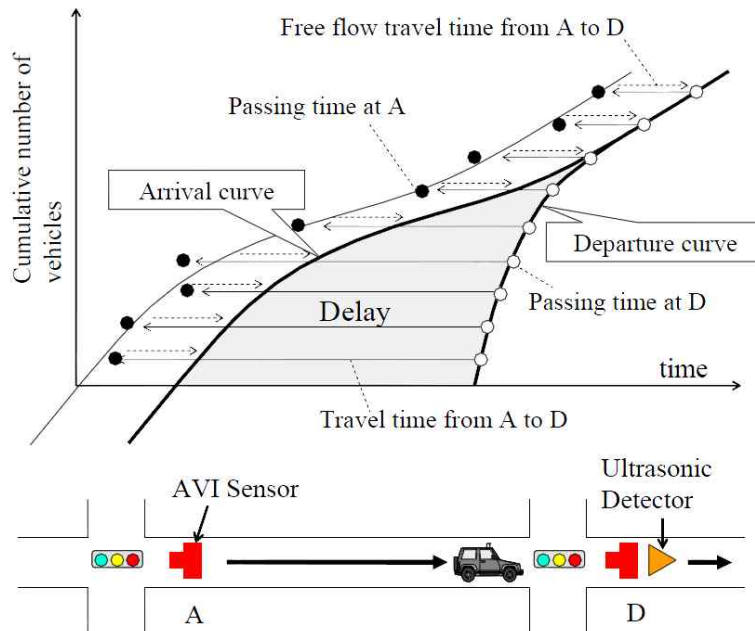 Free flow travel time from A to D
Cumulative number of
vehicles
Passing time at A
Arrival curve
Departure curve
Passing time at D
Delay
time
Travel time from A to D
Ultrasonic
Detector
AVI Sensor
A
D